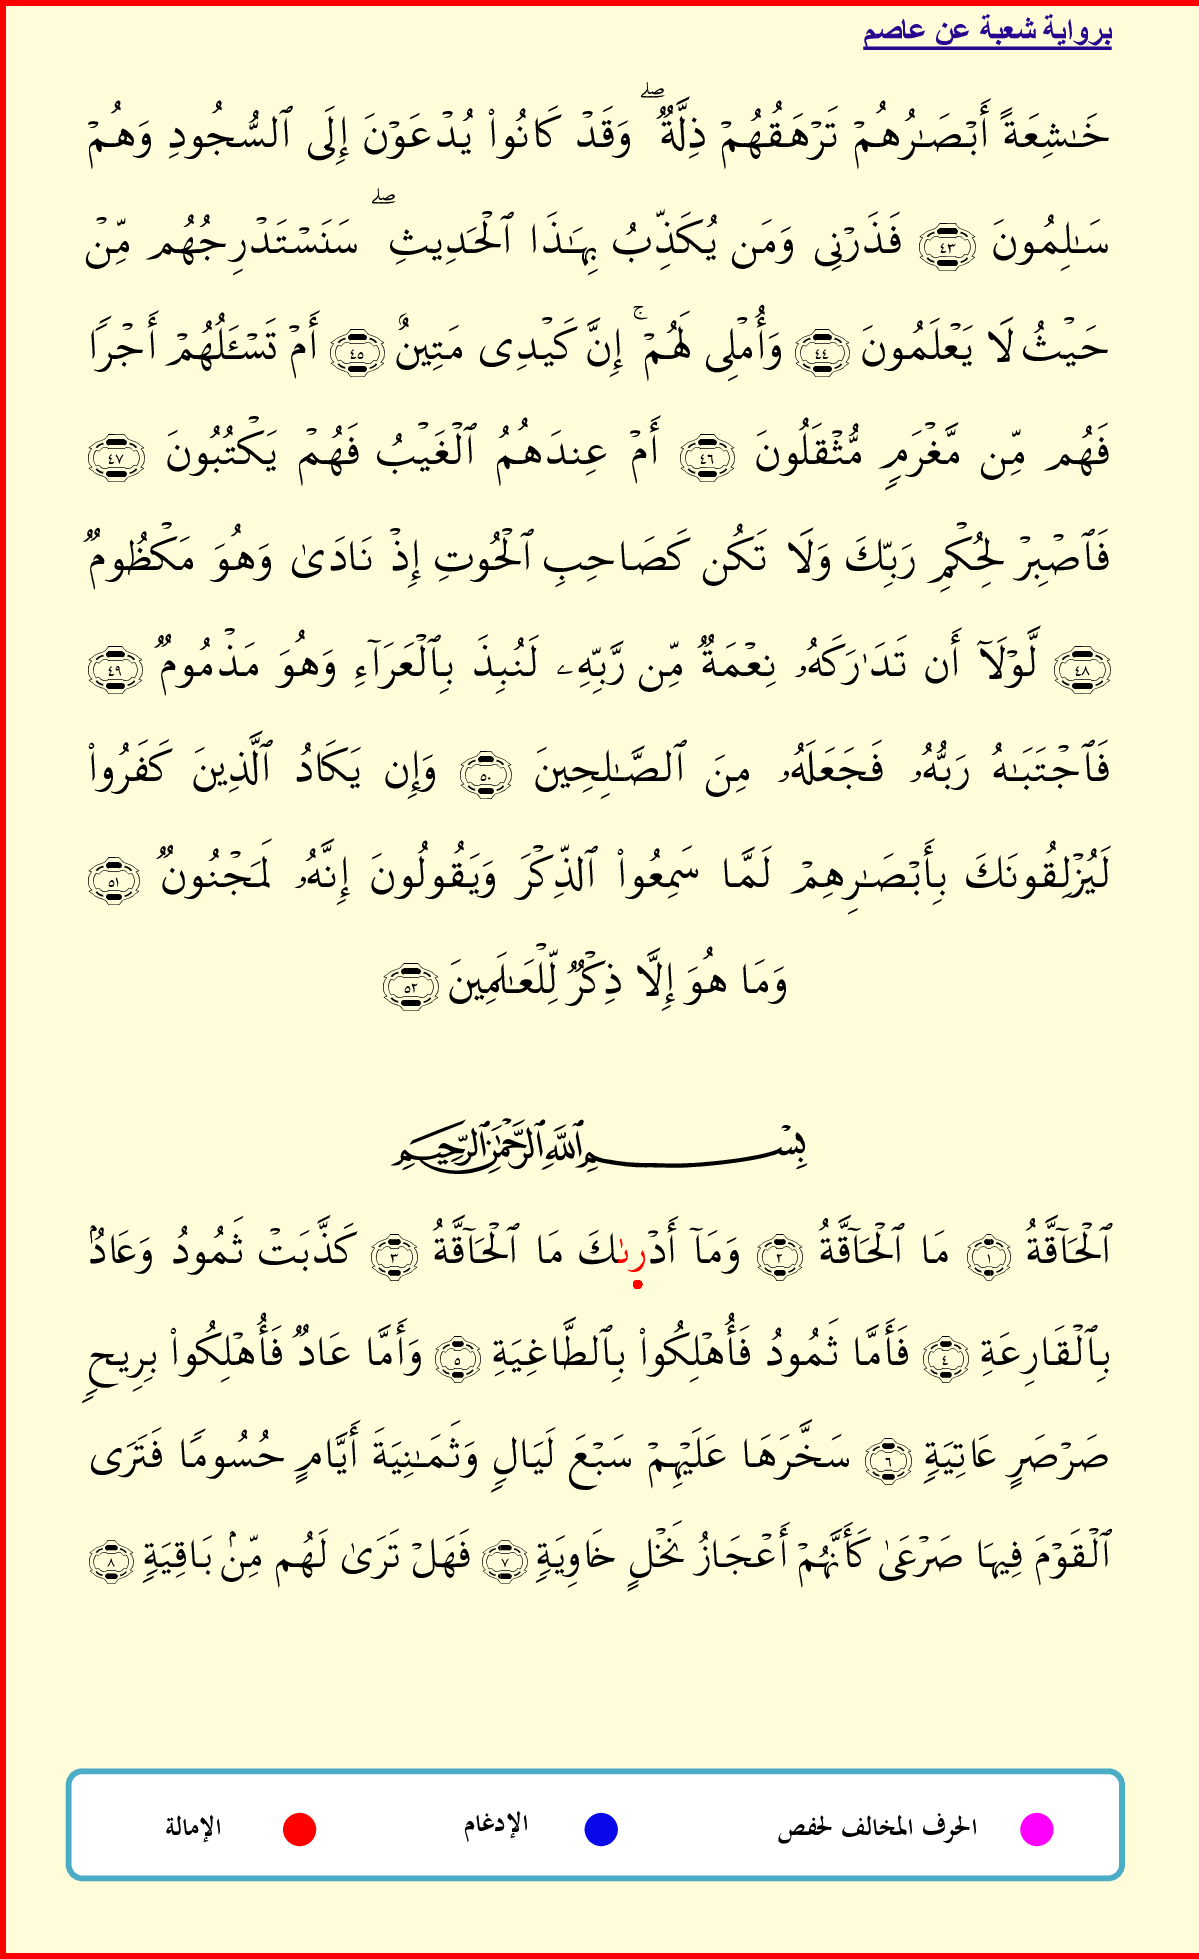 برواية شعبة عن عاصم
خَـٰشِعَةً أَبۡصَـٰرُهُمۡ تَرۡهَقُهُمۡ ذِلَّةٌۖ وَقَدۡ كَانُوا۟ يُدۡعَوۡنَ إِلَى ٱلسُّجُودِ وَهُمۡ
سَـٰلِمُونَ ٤٣ فَذَرۡنِى وَمَن يُكَذِّبُ بِهَـٰذَا ٱلۡحَدِيثِۖ سَنَسۡتَدۡرِجُهُم مِّنۡ
حَيۡثُ لَا يَعۡلَمُونَ ٤٤ وَأُمۡلِى لَهُمۡۚ إِنَّ كَيۡدِى مَتِينٌ ٤٥ أَمۡ تَسۡـَٔلُهُمۡ أَجۡرًا
فَهُم مِّن مَّغۡرَمٍ مُّثۡقَلُونَ ٤٦ أَمۡ عِندَهُمُ ٱلۡغَيۡبُ فَهُمۡ يَكۡتُبُونَ ٤٧
فَٱصۡبِرۡ لِحُكۡمِ رَبِّكَ وَلَا تَكُن كَصَاحِبِ ٱلۡحُوتِ إِذۡ نَادَىٰ وَهُوَ مَكۡظُومٌ
٤٨ لَّوۡلَآ أَن تَدَٰرَكَهُۥ نِعۡمَةٌ مِّن رَّبِّهِۦ لَنُبِذَ بِٱلۡعَرَآءِ وَهُوَ مَذۡمُومٌ ٤٩
فَٱجۡتَبَـٰهُ رَبُّهُۥ فَجَعَلَهُۥ مِنَ ٱلصَّـٰلِحِينَ ٥٠ وَإِن يَكَادُ ٱلَّذِينَ كَفَرُوا۟
لَيُزۡلِقُونَكَ بِأَبۡصَـٰرِهِمۡ لَمَّا سَمِعُوا۟ ٱلذِّكۡرَ وَيَقُولُونَ إِنَّهُۥ لَمَجۡنُونٌ ٥١
وَمَا هُوَ إِلَّا ذِكۡرٌ لِّلۡعَـٰلَمِينَ ٥٢
بِسۡمِ ٱللَّهِ ٱلرَّحۡمَـٰنِ ٱلرَّحِيمِ
ٱلۡحَآقَّةُ ١ مَا ٱلۡحَآقَّةُ ٢ وَمَآ أَدۡرىٰكَ مَا ٱلۡحَآقَّةُ ٣ كَذَّبَتۡ ثَمُودُ وَعَادُۢ
بِٱلۡقَارِعَةِ ٤ فَأَمَّا ثَمُودُ فَأُهۡلِكُوا۟ بِٱلطَّاغِيَةِ ٥ وَأَمَّا عَادٌ فَأُهۡلِكُوا۟ بِرِيحٍ
صَرۡصَرٍ عَاتِيَةٍ ٦ سَخَّرَهَا عَلَيۡهِمۡ سَبۡعَ لَيَالٍ وَثَمَـٰنِيَةَ أَيَّامٍ حُسُومًا فَتَرَى
ٱلۡقَوۡمَ فِيهَا صَرۡعَىٰ كَأَنَّهُمۡ أَعۡجَازُ نَخۡلٍ خَاوِيَةٍ ٧ فَهَلۡ تَرَىٰ لَهُم مِّنۢ بَاقِيَةٍ ٨
الحرف المخالف لحفص الإدغام الإمالة